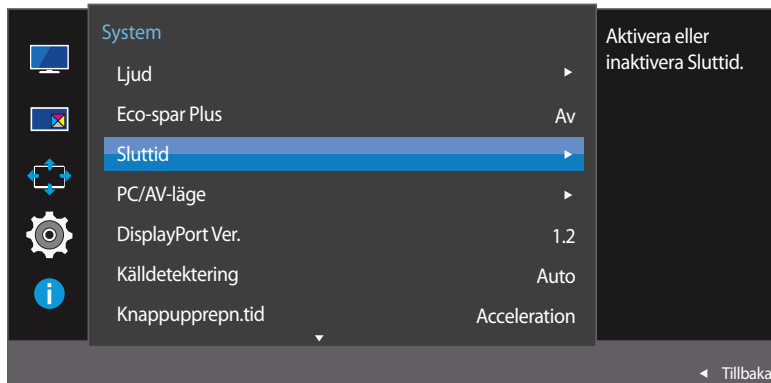 System
Ljud
Eco-spar Plus Av
Sluttid
PC/AV-läge
DisplayPort Ver. 1.2
Källdetektering Auto
Knappupprepn.tid Acceleration
Aktivera eller
inaktivera Sluttid.
Tillbaka